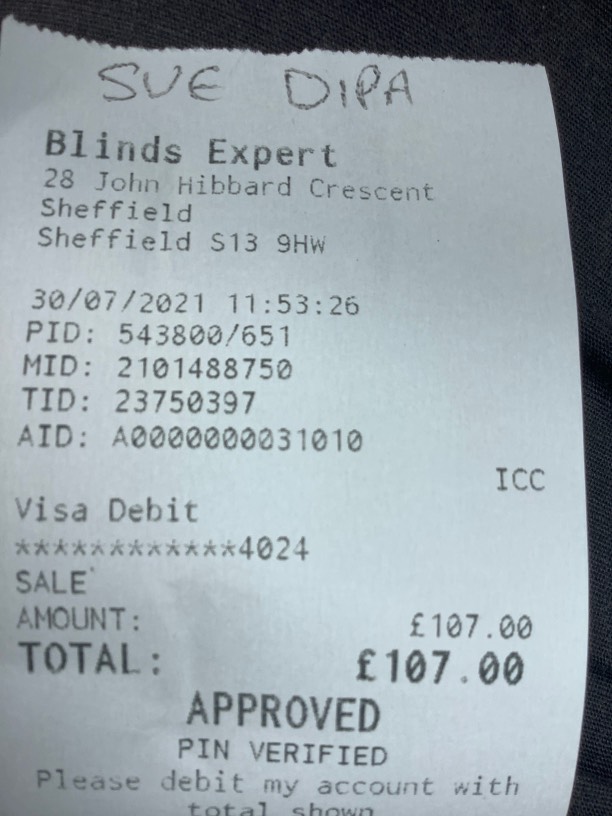 SUE DIPA
Blinds Expert
28 John Hibbard Crescent
Sheffield
Sheffield S13 9HW
30/07/2021 11:53:26
PID: 543800/651
MID: 2101488750
TID: 23750397
AID: A0000000031010
ICC
Visa Debit
************4024
SALE
AMOUNT: £107.00
TOTAL: £107.00
APPROVED
PIN VERIFIED
Please debit my account with
total shown